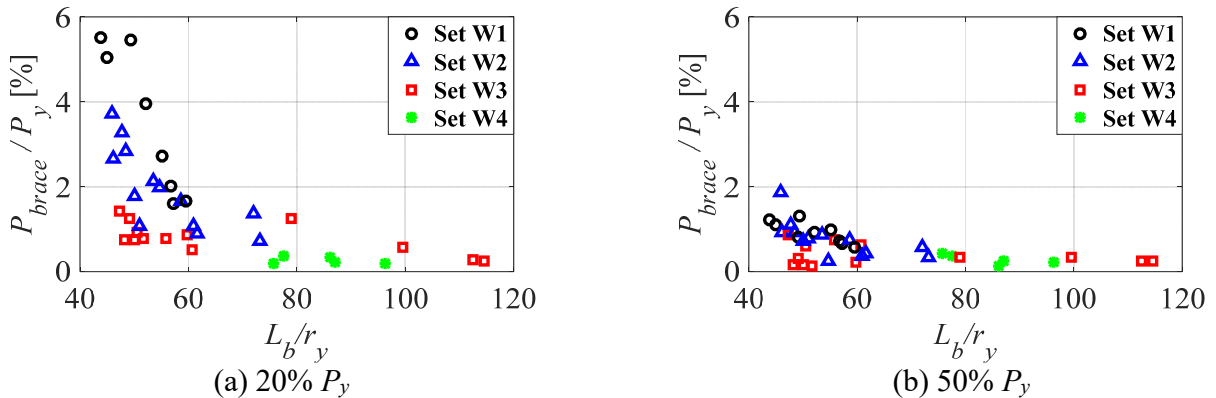 P_brace / P_y [%]
6
4
2
0
40 60 80 100 120
L_b/r_y
Set W1
Set W2
Set W3
Set W4
(a) 20% P_y
P_brace / P_y [%]
6
4
2
0
40 60 80 100 120
L_b/r_y
Set W1
Set W2
Set W3
Set W4
(b) 50% P_y